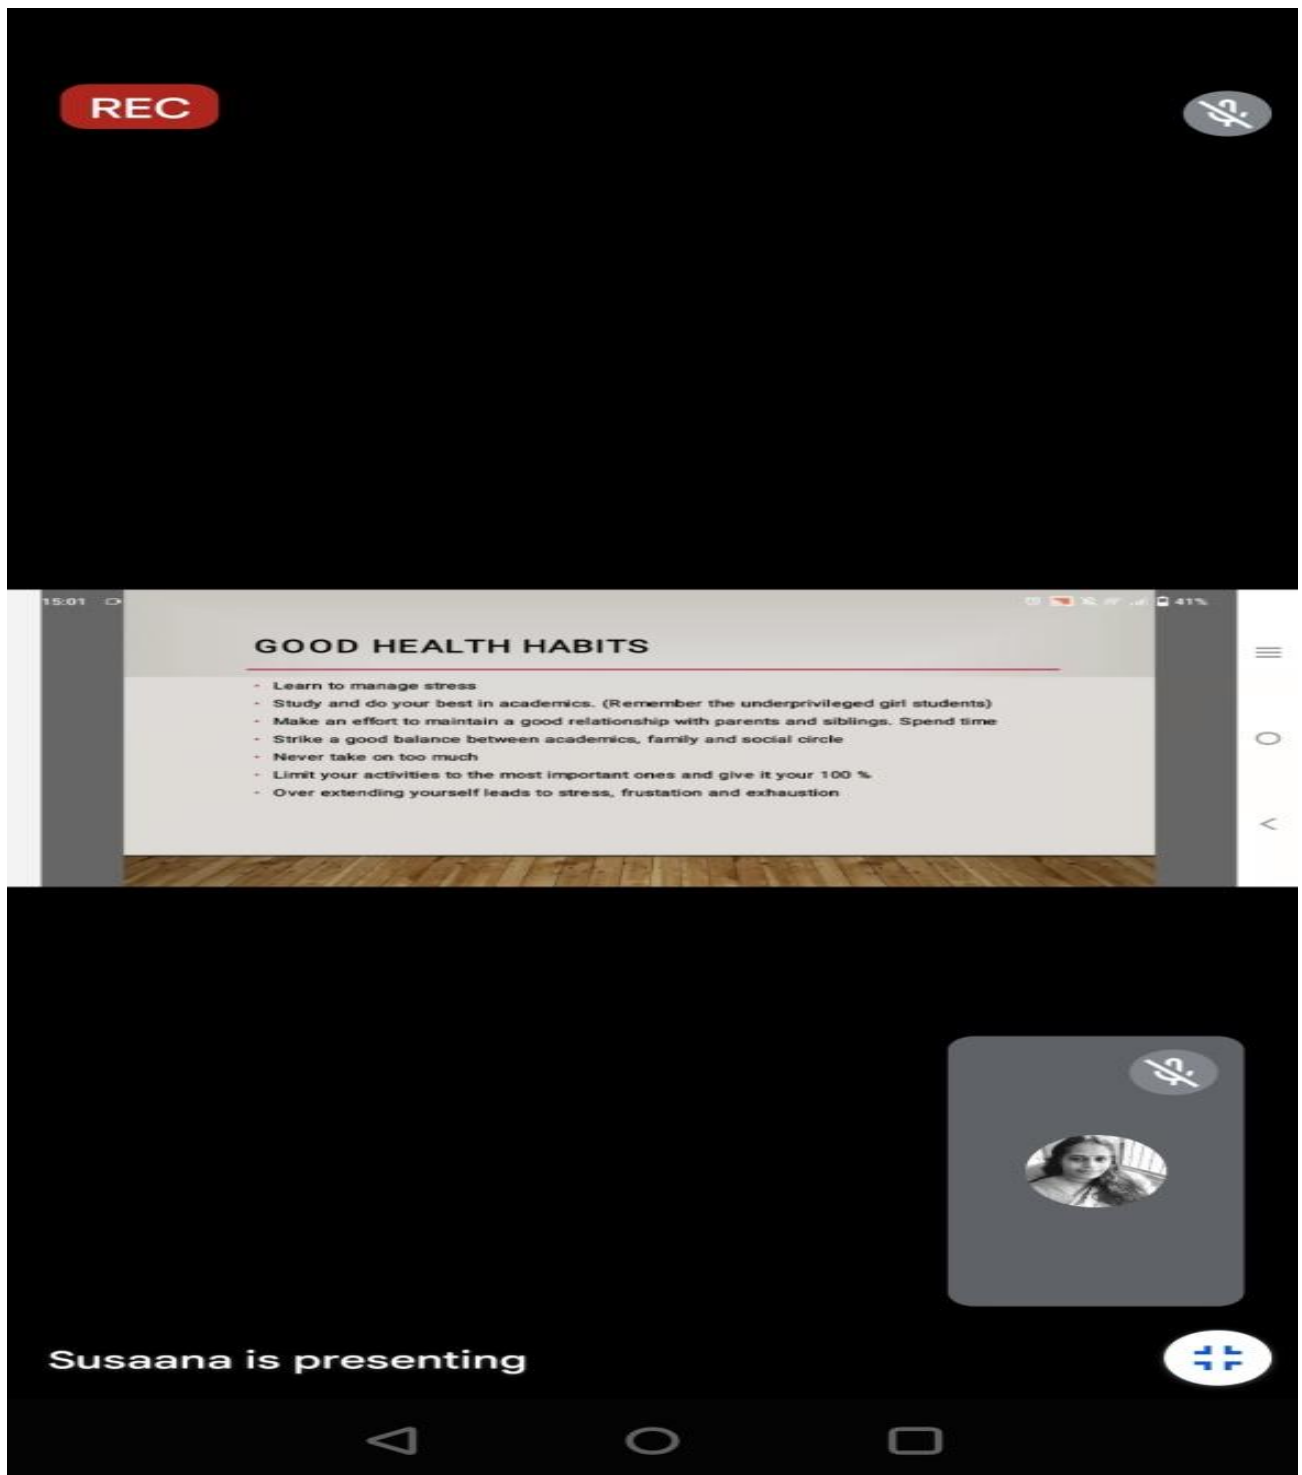 REC
15:01
41%
GOOD HEALTH HABITS
- Learn to manage stress
- Study and do your best in academics. (Remember the underprivileged girl students)
- Make an effort to maintain a good relationship with parents and siblings. Spend time
- Strike a good balance between academics, family and social circle
- Never take on too much
- Limit your activities to the most important ones and give it your 100 %
- Over extending yourself leads to stress, frustation and exhaustion
Susaana is presenting